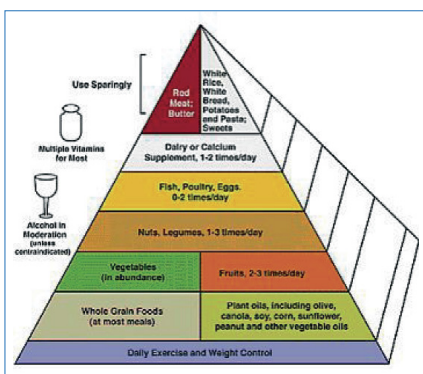 Use Sparingly
Red
Meat;
Butter
White
Rice,
White
Bread,
Potatoes
and Pasta;
Sweets
Multiple Vitamins
for Most
Dairy or Calcium
Supplement, 1-2 times/day
Fish, Poultry, Eggs.
0-2 times/day
Alcohol in
Moderation
(unless
contraindicated)
Nuts, Legumes, 1-3 times/day
Vegetables
(in abundance)
Fruits, 2-3 times/day
Whole Grain Foods
(at most meals)
Plant oils, including olive,
canola, soy, corn, sunflower,
peanut and other vegetable oils
Daily Exercise and Weight Control